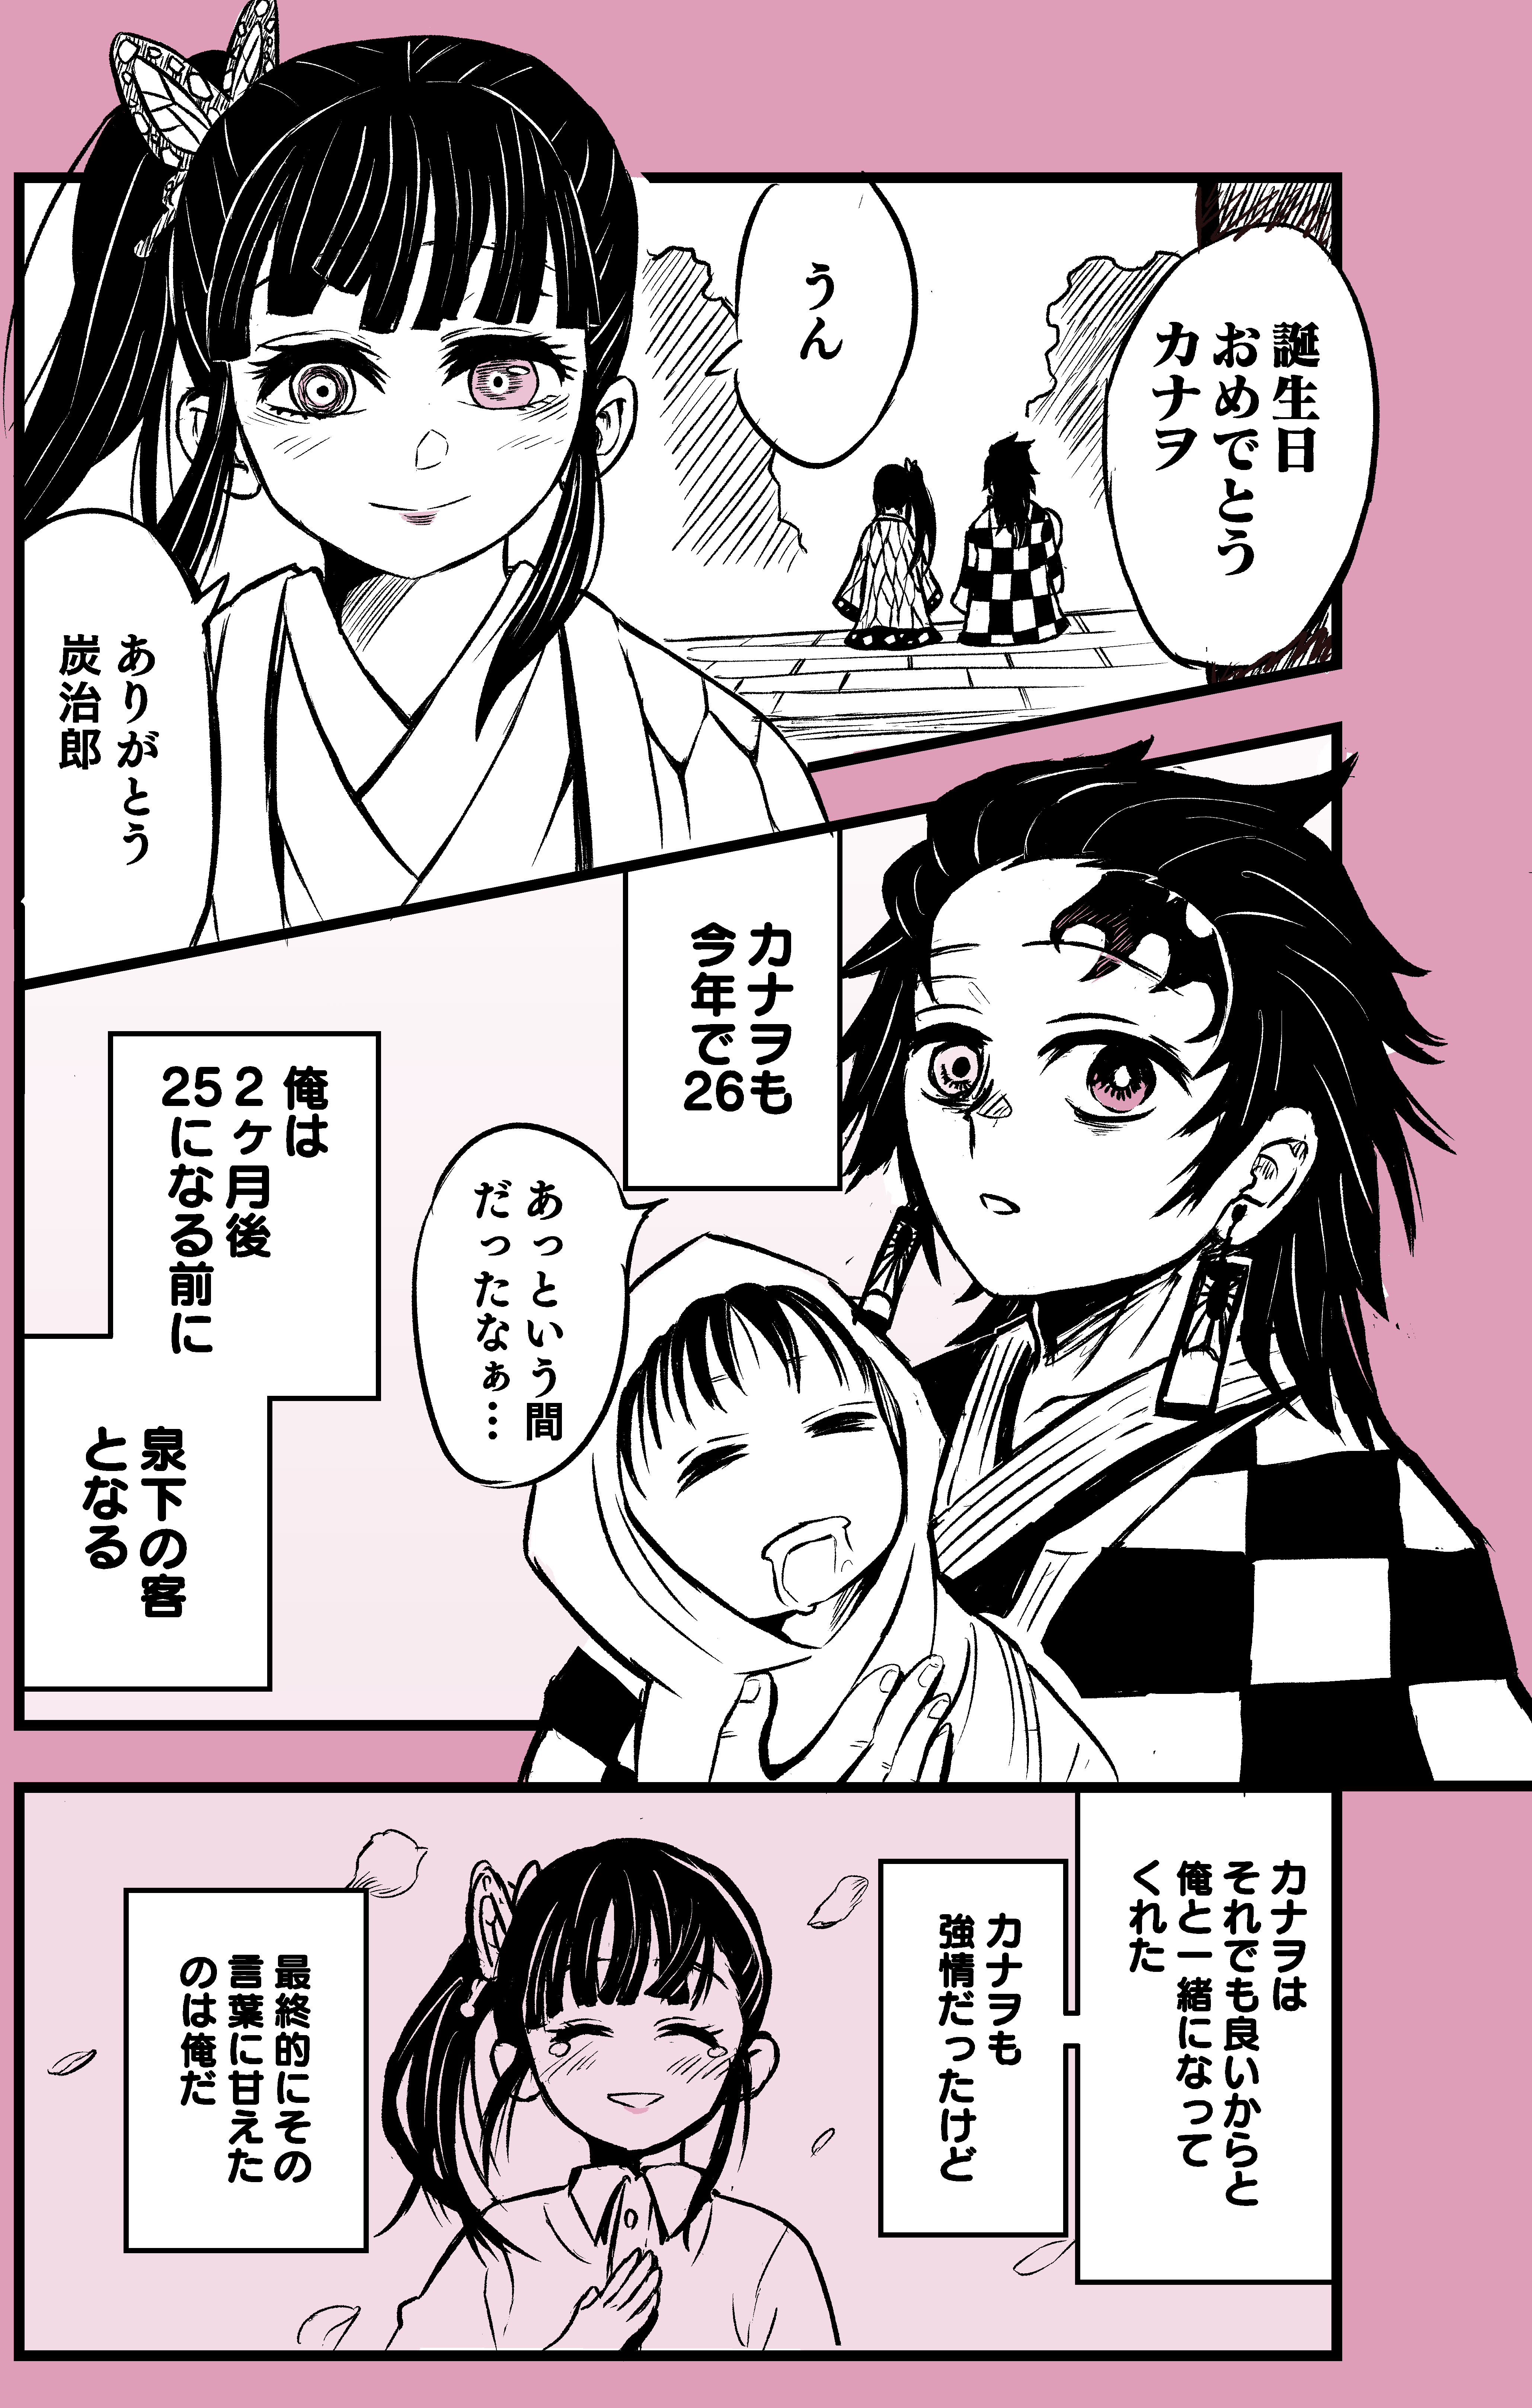 誕生日
おめでとう
カナヲ
うん
ありがとう
炭治郎
カナヲも
今年で26
あっという間
だったなぁ…
俺は
2ヶ月後
25になる前に
泉下の客
となる
カナヲは
それでも良いからと
俺と一緒になって
くれた
カナヲも
強情だったけど
最終的にその
言葉に甘えた
のは俺だ